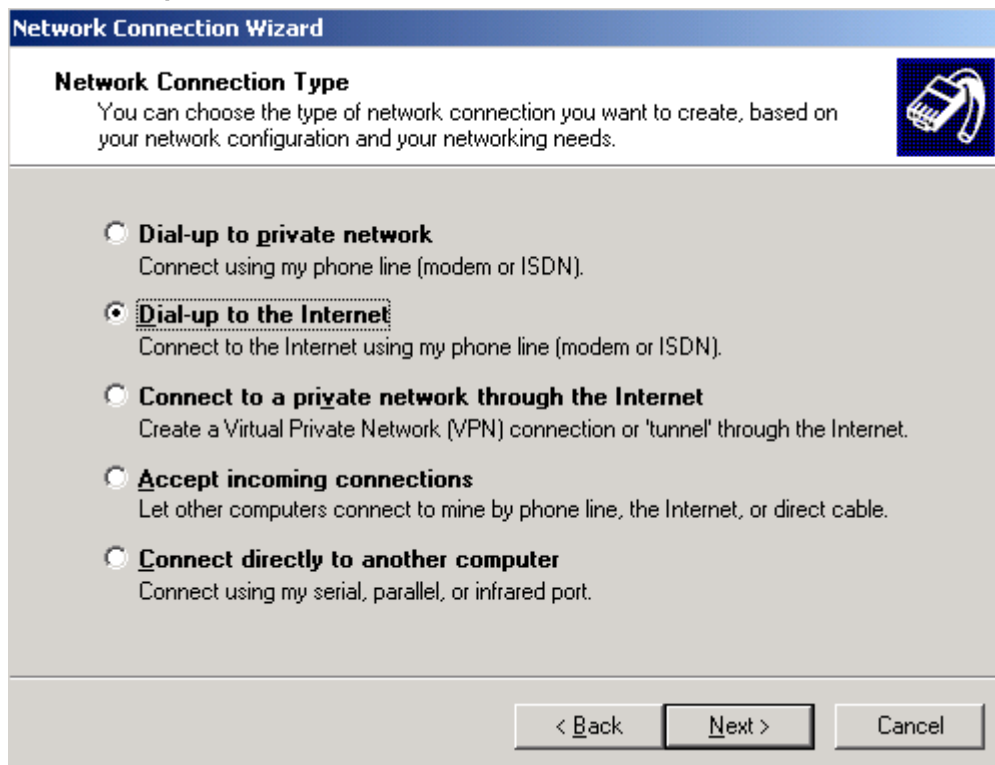 Network Connection Wizard
Network Connection Type
You can choose the type of network connection you want to create, based on
your network configuration and your networking needs.
Dial-up to private network
Connect using my phone line (modem or ISDN).
Dial-up to the Internet
Connect to the Internet using my phone line (modem or ISDN).
Connect to a private network through the Internet
Create a Virtual Private Network (VPN) connection or 'tunnel' through the Internet.
Accept incoming connections
Let other computers connect to mine by phone line, the Internet, or direct cable.
Connect directly to another computer
Connect using my serial, parallel, or infrared port.
< Back Next > Cancel